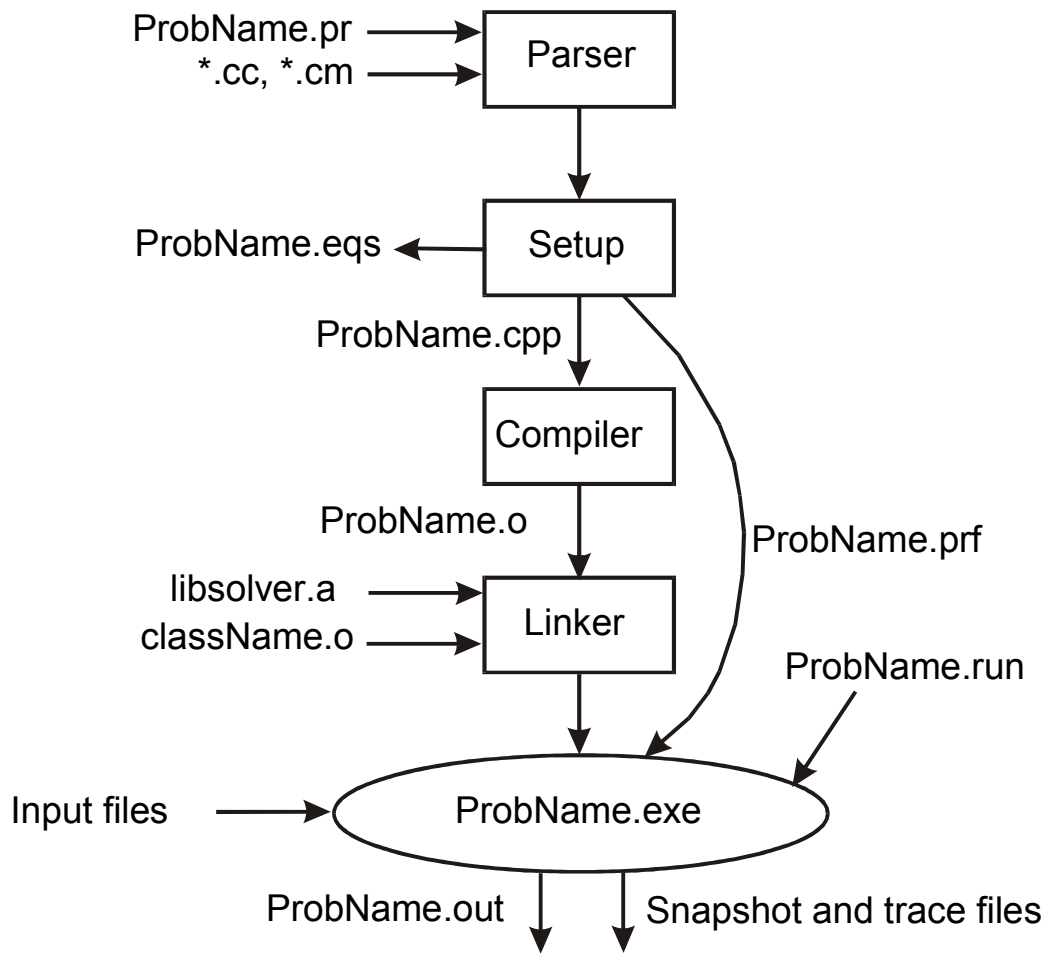 ProbName.pr
Parser
*.cc, *.cm
ProbName.eqs
Setup
ProbName.cpp
Compiler
ProbName.o
ProbName.prf
libsolver.a
Linker
className.o
ProbName.run
Input files
ProbName.exe
ProbName.out
Snapshot and trace files